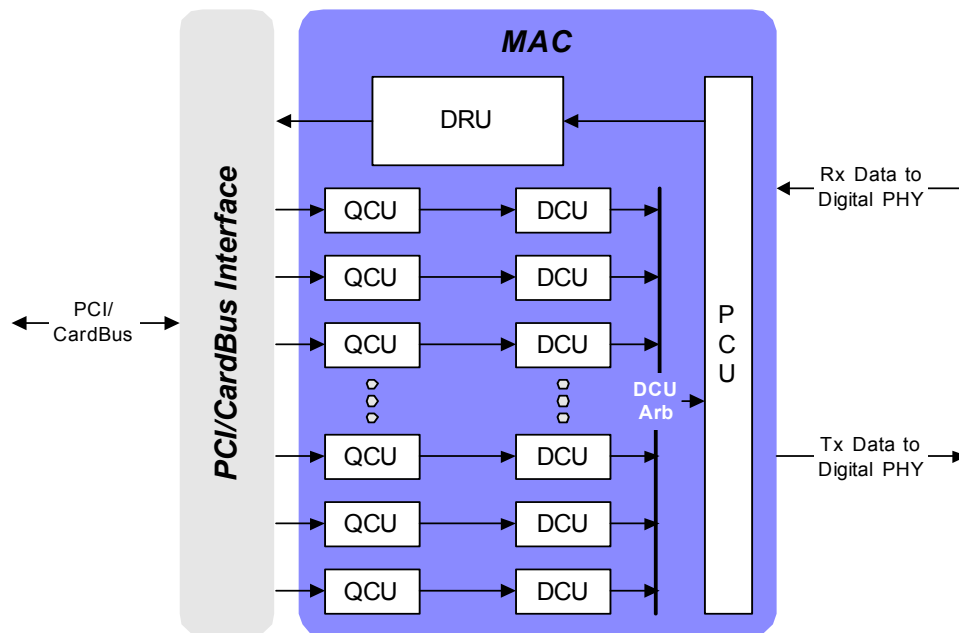 MAC
DRU
Rx Data to
Digital PHY
QCU
DCU
QCU
DCU
PCI/
CardBus
PCI/CardBus Interface
QCU
DCU
P
C
U
DCU
Arb
QCU
DCU
Tx Data to
Digital PHY
QCU
DCU
QCU
DCU